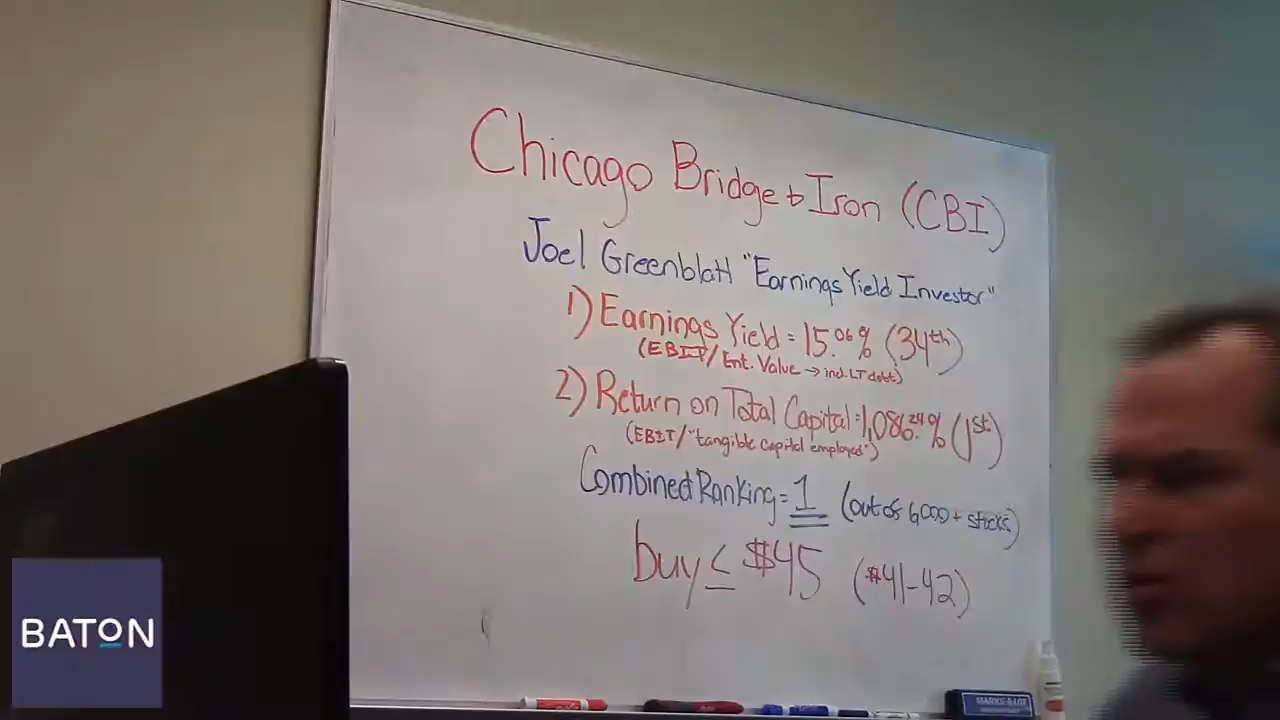 Chicago Bridge & Iron (CBI)
Joel Greenblatt "Earnings Yield Investor"
1) Earnings Yield = 15.06% (34th)
(EBIT/Ent. Value → incl. LT debt)
2) Return on Total Capital = 1,086.24% (1st)
(EBIT/"tangible capital employed")
Combined Ranking = 1 (out of 6,000+ stocks)
buy ≤ $45 ($41-42)
MARKS-A-LOT
BATON